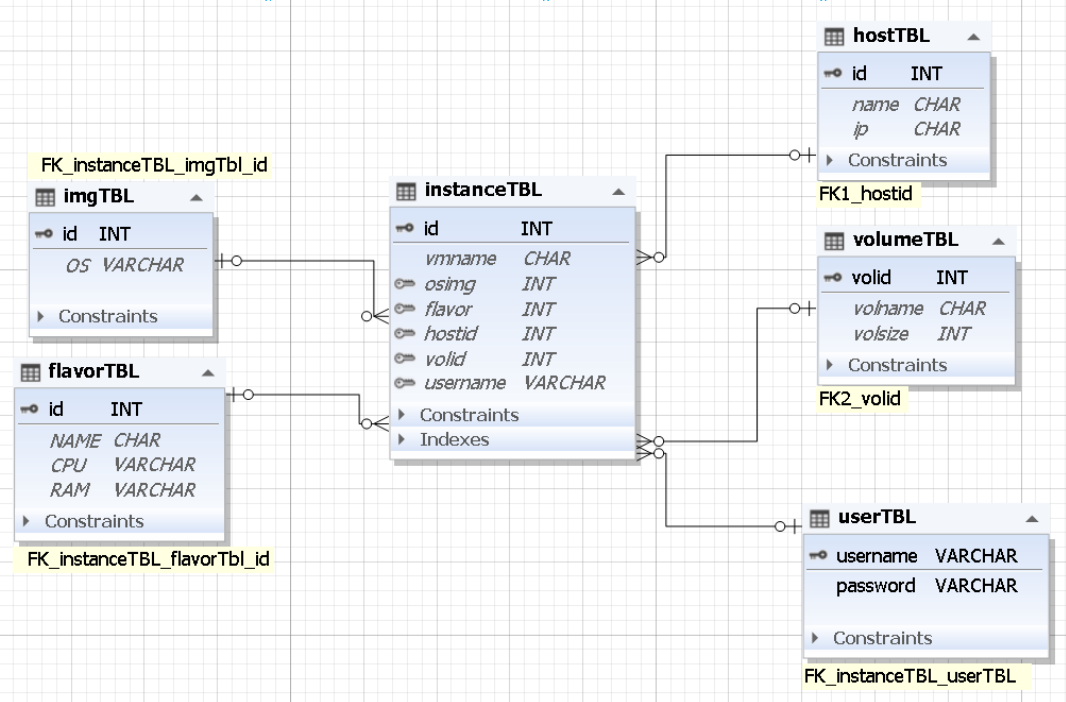 hostTBL
id INT
name CHAR
ip CHAR
Constraints
FK1_hostid
FK_instanceTBL_imgTbl_id
imgTBL
id INT
OS VARCHAR
Constraints
instanceTBL
id INT
vmname CHAR
osimg INT
flavor INT
hostid INT
volid INT
username VARCHAR
Constraints
Indexes
volumeTBL
volid INT
volname CHAR
volsize INT
Constraints
FK2_volid
flavorTBL
id INT
NAME CHAR
CPU VARCHAR
RAM VARCHAR
Constraints
FK_instanceTBL_flavorTbl_id
userTBL
username VARCHAR
password VARCHAR
Constraints
FK_instanceTBL_userTBL